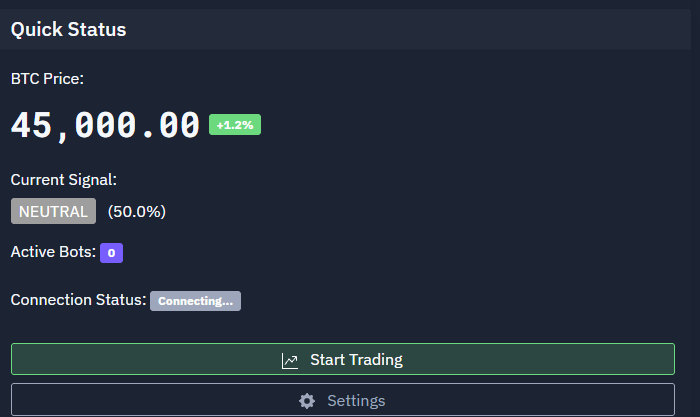 Quick Status
BTC Price:
45,000.00 +1.2%
Current Signal:
NEUTRAL (50.0%)
Active Bots: 0
Connection Status: Connecting...
Start Trading
Settings